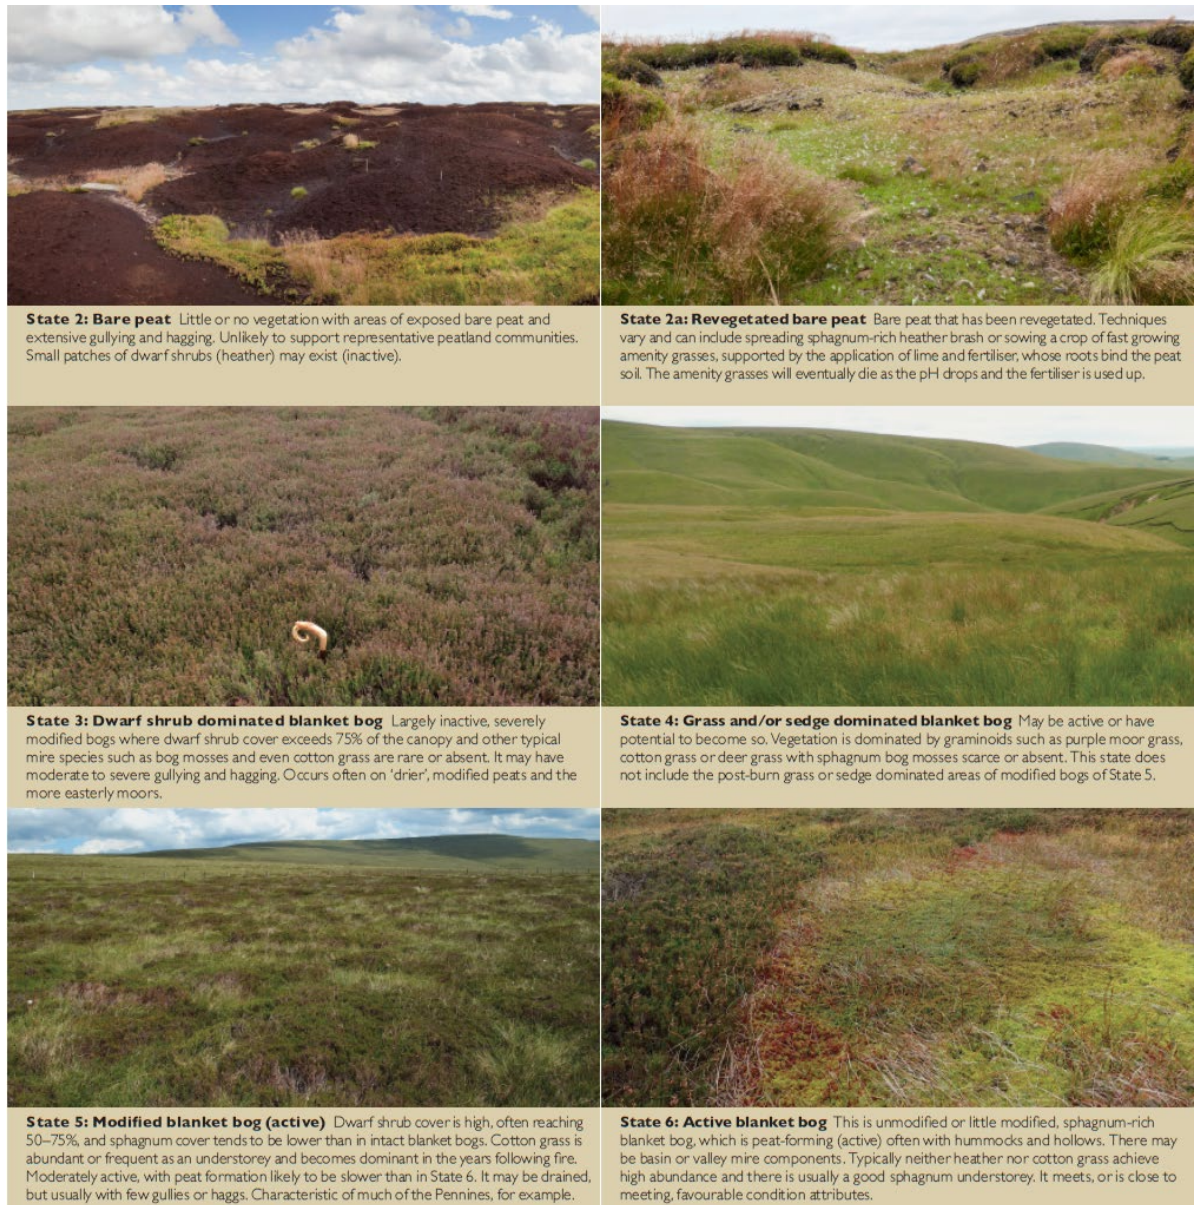 State 2: Bare peat Little or no vegetation with areas of exposed bare peat and
extensive gullying and hagging. Unlikely to support representative peatland communities.
Small patches of dwarf shrubs (heather) may exist (inactive).
State 2a: Revegetated bare peat Bare peat that has been revegetated. Techniques
vary and can include spreading sphagnum-rich heather brash or sowing a crop of fast growing
amenity grasses, supported by the application of lime and fertiliser, whose roots bind the peat
soil. The amenity grasses will eventually die as the pH drops and the fertiliser is used up.
State 3: Dwarf shrub dominated blanket bog Largely inactive, severely
modified bogs where dwarf shrub cover exceeds 75% of the canopy and other typical
mire species such as bog mosses and even cotton grass are rare or absent. It may have
moderate to severe gullying and hagging. Occurs often on ‘drier’, modified peats and the
more easterly moors.
State 4: Grass and/or sedge dominated blanket bog May be active or have
potential to become so. Vegetation is dominated by graminoids such as purple moor grass,
cotton grass or deer grass with sphagnum bog mosses scarce or absent. This state does
not include the post-burn grass or sedge dominated areas of modified bogs of State 5.
State 5: Modified blanket bog (active) Dwarf shrub cover is high, often reaching
50–75%, and sphagnum cover tends to be lower than in intact blanket bogs. Cotton grass is
abundant or frequent as an understorey and becomes dominant in the years following fire.
Moderately active, with peat formation likely to be slower than in State 6. It may be drained,
but usually with few gullies or haggs. Characteristic of much of the Pennines, for example.
State 6: Active blanket bog This is unmodified or little modified, sphagnum-rich
blanket bog, which is peat-forming (active) often with hummocks and hollows. There may
be basin or valley mire components. Typically neither heather nor cotton grass achieve
high abundance and there is usually a good sphagnum understorey. It meets, or is close to
meeting, favourable condition attributes.